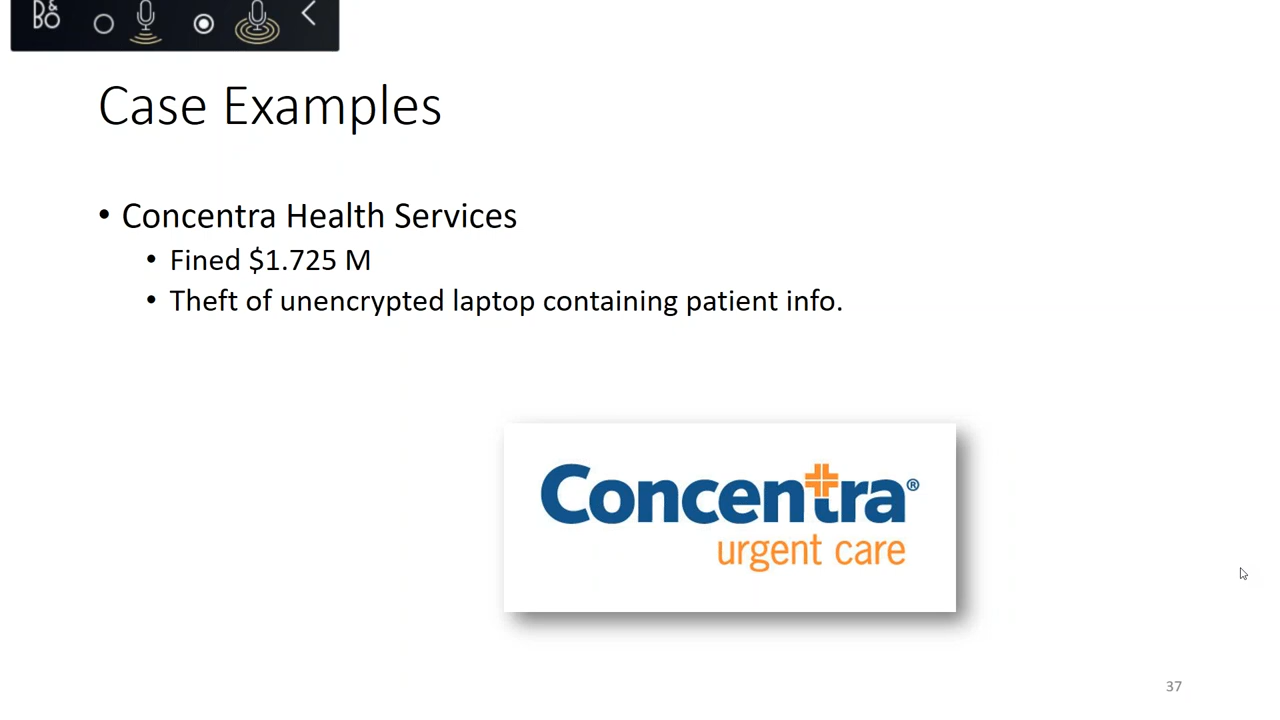 B&O
Case Examples
• Concentra Health Services
• Fined $1.725 M
• Theft of unencrypted laptop containing patient info.
Concentra®
urgent care
37